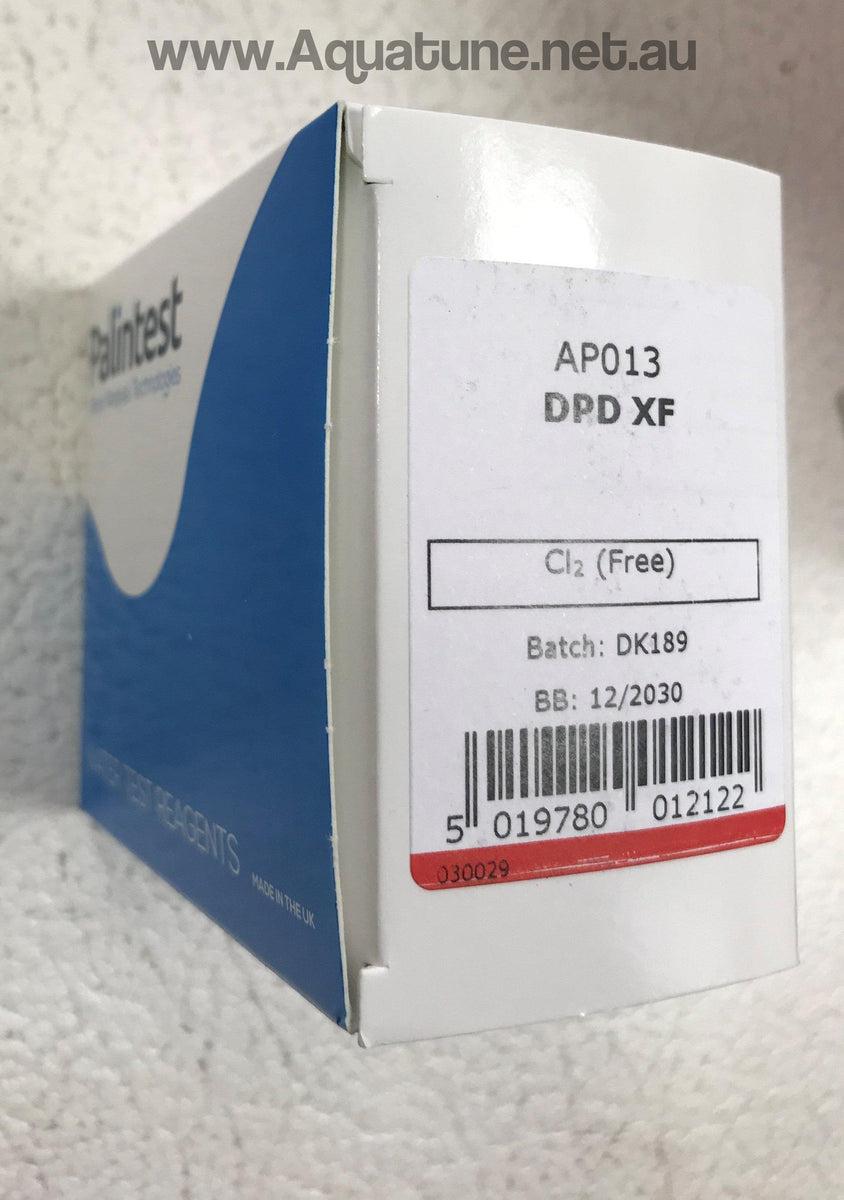 www.Aquatune.net.au
Palintest
Technologies
WATER TEST REAGENTS
MADE IN THE UK
AP013
DPD XF
Cl₂ (Free)
Batch: DK189
BB: 12/2030
5 019780 012122
030029